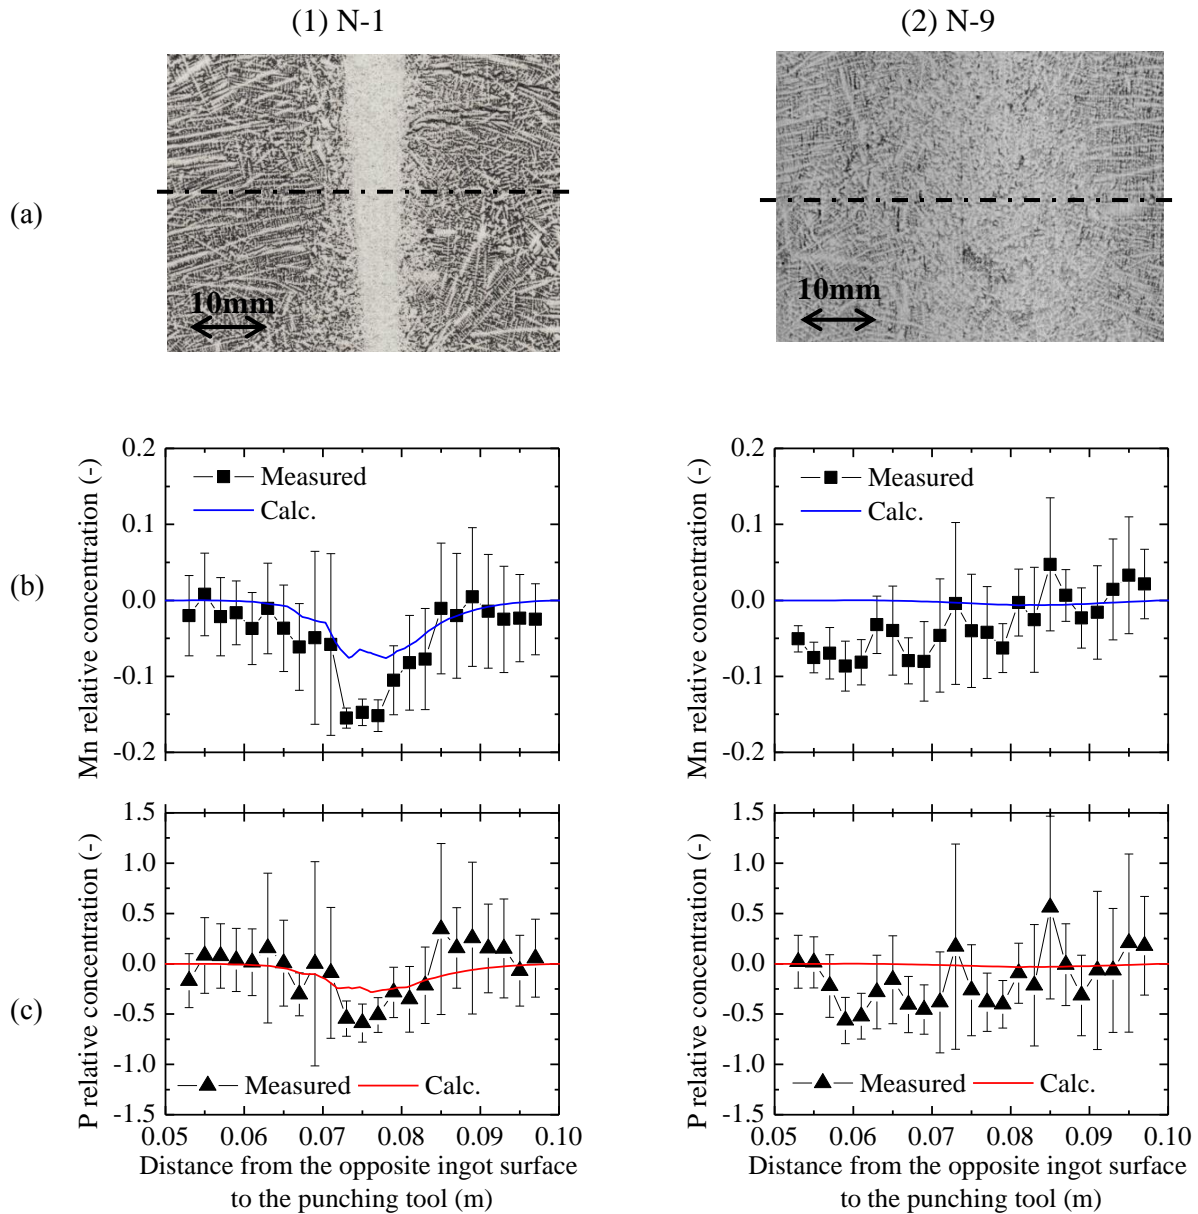 (1) N-1
(2) N-9
(a)
10mm
10mm
(b)
Mn relative concentration (-)
0.2
0.1
0.0
-0.1
-0.2
Measured
Calc.
Mn relative concentration (-)
0.2
0.1
0.0
-0.1
-0.2
Measured
Calc.
(c)
P relative concentration (-)
1.5
1.0
0.5
0.0
-0.5
-1.0
-1.5
Measured
Calc.
0.05 0.06 0.07 0.08 0.09 0.10
Distance from the opposite ingot surface
to the punching tool (m)
P relative concentration (-)
1.5
1.0
0.5
0.0
-0.5
-1.0
-1.5
Measured
Calc.
0.05 0.06 0.07 0.08 0.09 0.10
Distance from the opposite ingot surface
to the punching tool (m)